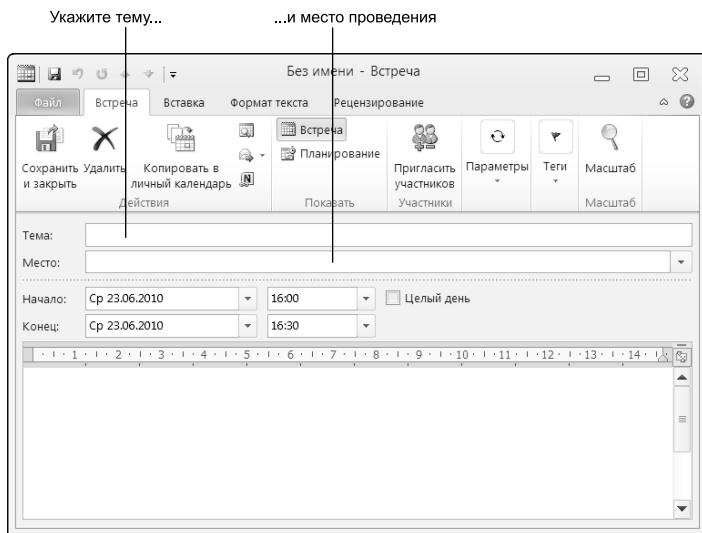 Укажите тему... ...и место проведения
Без имени - Встреча
Файл Встреча Вставка Формат текста Рецензирование
Сохранить и закрыть
Удалить
Копировать в личный календарь
Действия
Встреча
Планирование
Показать
Пригласить участников
Участники
Параметры
Теги
Масштаб
Масштаб
Тема:
Место:
Начало: Ср 23.06.2010 16:00 Целый день
Конец: Ср 23.06.2010 16:30
1 2 3 4 5 6 7 8 9 10 11 12 13 14